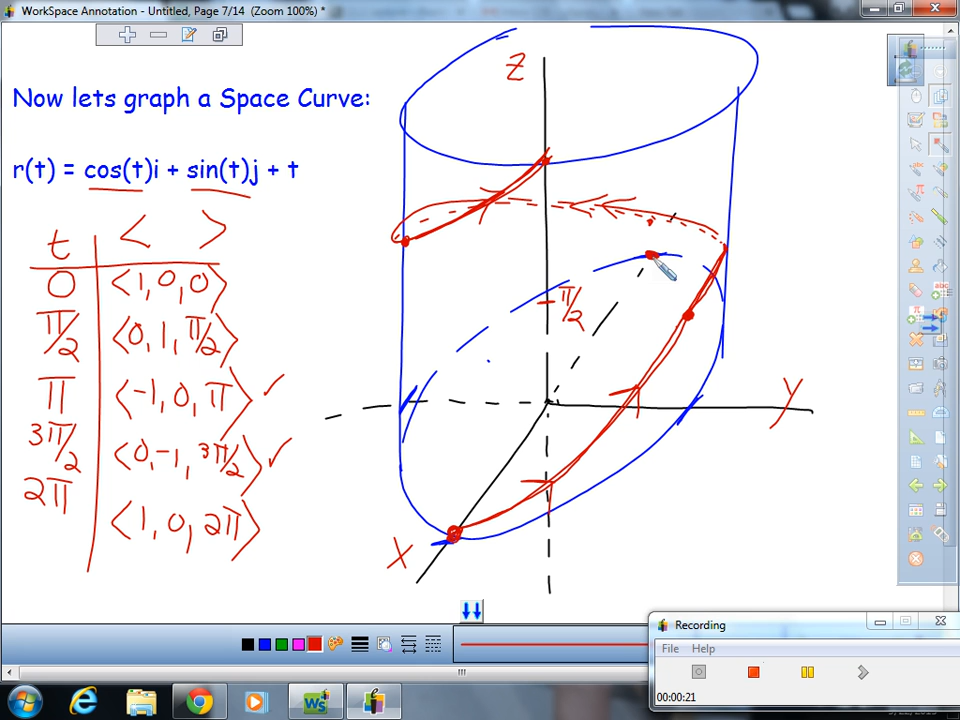 WorkSpace Annotation - Untitled, Page 7/14 (Zoom 100%) *
Now lets graph a Space Curve:
r(t) = cos(t)i + sin(t)j + t
t < >
0 <1, 0, 0>
π/2 <0, 1, π/2>
π <-1, 0, π> ✓
3π/2 <0, -1, 3π/2> ✓
2π <1, 0, 2π>
Z
π/2
Y
X
abc
Recording
File Help
00:00:21